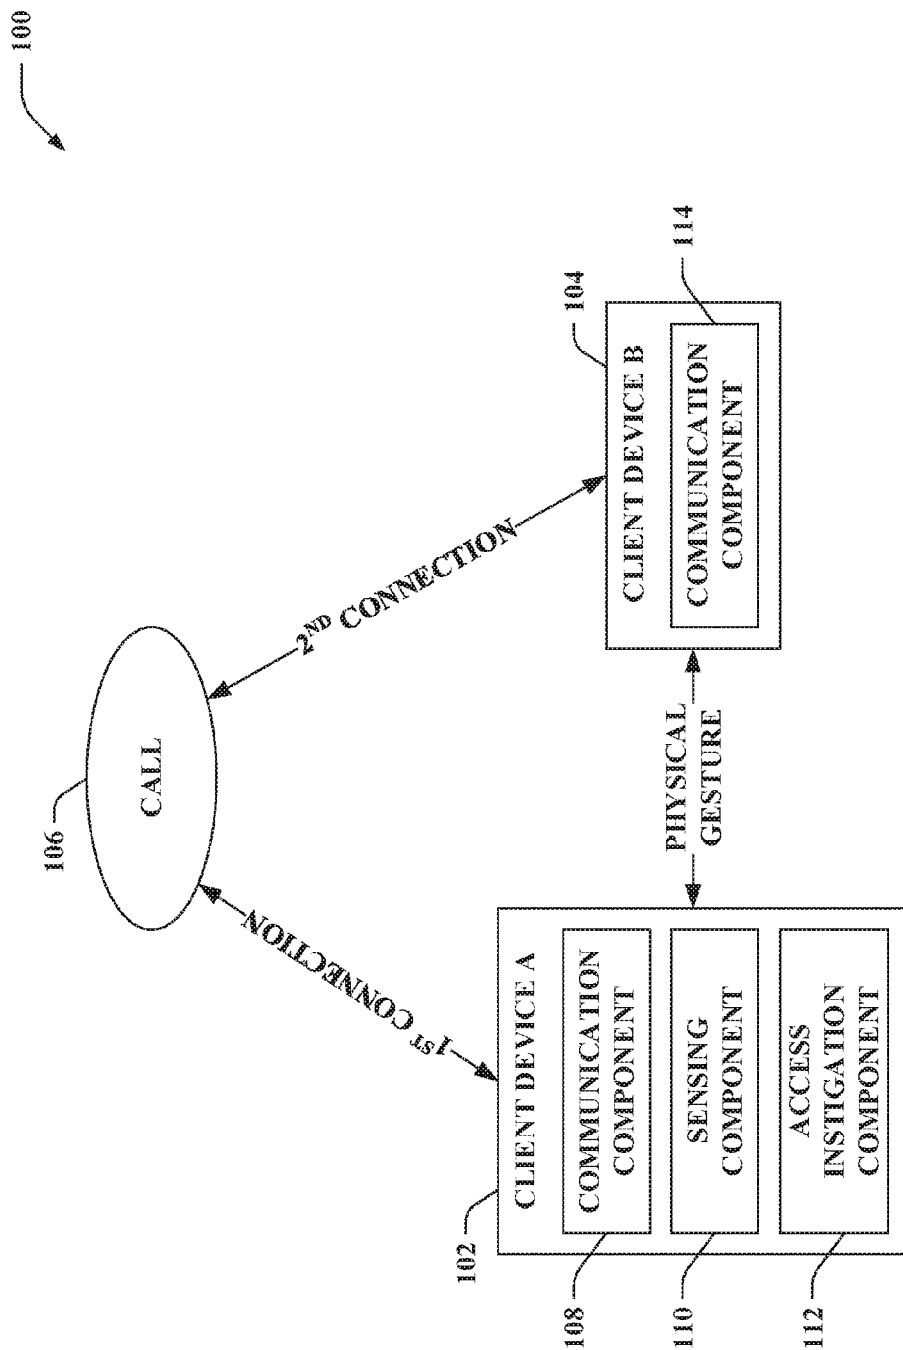 100
106
CALL
1ST CONNECTION
2ND CONNECTION
102
CLIENT DEVICE A
108
COMMUNICATION
COMPONENT
110
SENSING
COMPONENT
112
ACCESS
INSTIGATION
COMPONENT
PHYSICAL
GESTURE
104
CLIENT DEVICE B
114
COMMUNICATION
COMPONENT